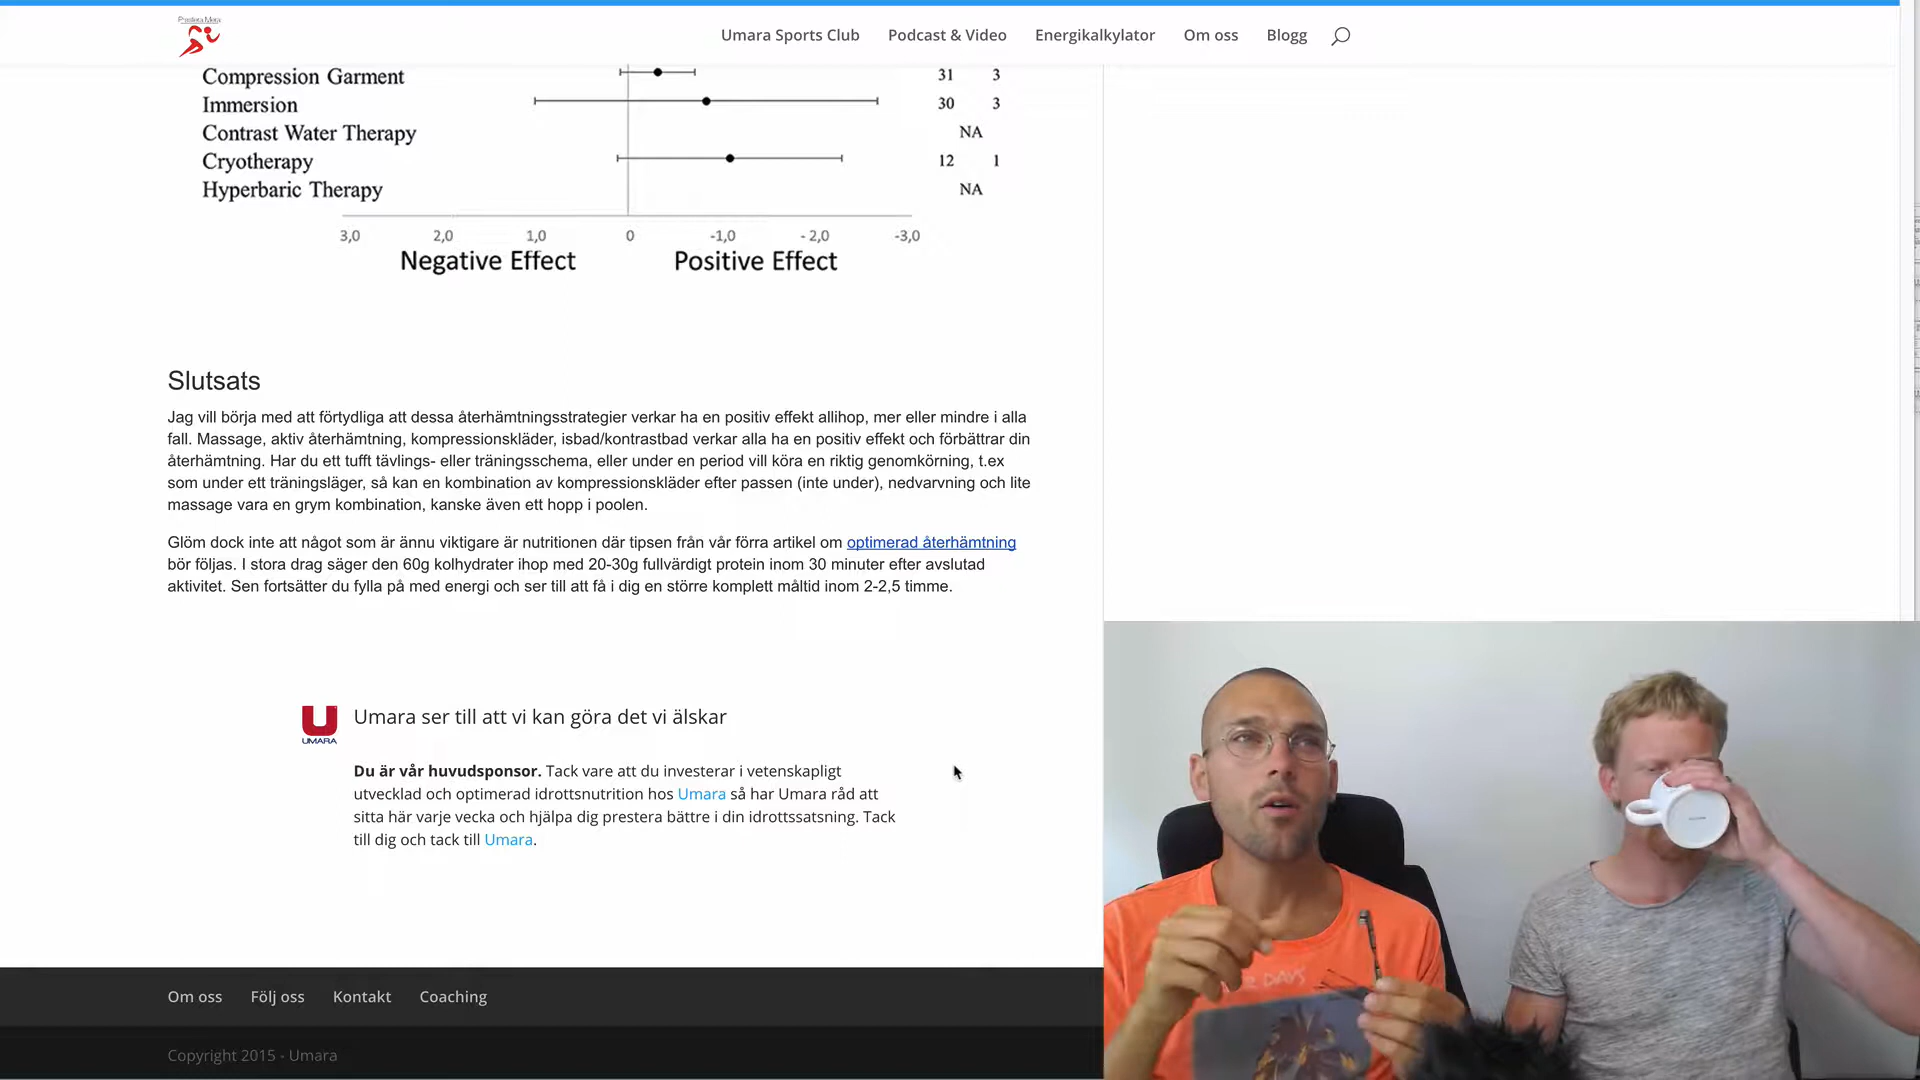 Prestera Mera
Umara Sports Club Podcast & Video Energikalkylator Om oss Blogg
Compression Garment 31 3
Immersion 30 3
Contrast Water Therapy NA
Cryotherapy 12 1
Hyperbaric Therapy NA
3,0 2,0 1,0 0 -1,0 - 2,0 -3,0
Negative Effect Positive Effect
Slutsats
Jag vill börja med att förtydliga att dessa återhämtningsstrategier verkar ha en positiv effekt allihop, mer eller mindre i alla
fall. Massage, aktiv återhämtning, kompressionskläder, isbad/kontrastbad verkar alla ha en positiv effekt och förbättrar din
återhämtning. Har du ett tufft tävlings- eller träningsschema, eller under en period vill köra en riktig genomkörning, t.ex
som under ett träningsläger, så kan en kombination av kompressionskläder efter passen (inte under), nedvarvning och lite
massage vara en grym kombination, kanske även ett hopp i poolen.
Glöm dock inte att något som är ännu viktigare är nutritionen där tipsen från vår förra artikel om optimerad återhämtning
bör följas. I stora drag säger den 60g kolhydrater ihop med 20-30g fullvärdigt protein inom 30 minuter efter avslutad
aktivitet. Sen fortsätter du fylla på med energi och ser till att få i dig en större komplett måltid inom 2-2,5 timme.
UMARA
Umara ser till att vi kan göra det vi älskar
Du är vår huvudsponsor. Tack vare att du investerar i vetenskapligt
utvecklad och optimerad idrottsnutrition hos Umara så har Umara råd att
sitta här varje vecka och hjälpa dig prestera bättre i din idrottssatsning. Tack
till dig och tack till Umara.
DAYS
Om oss Följ oss Kontakt Coaching
Copyright 2015 - Umara